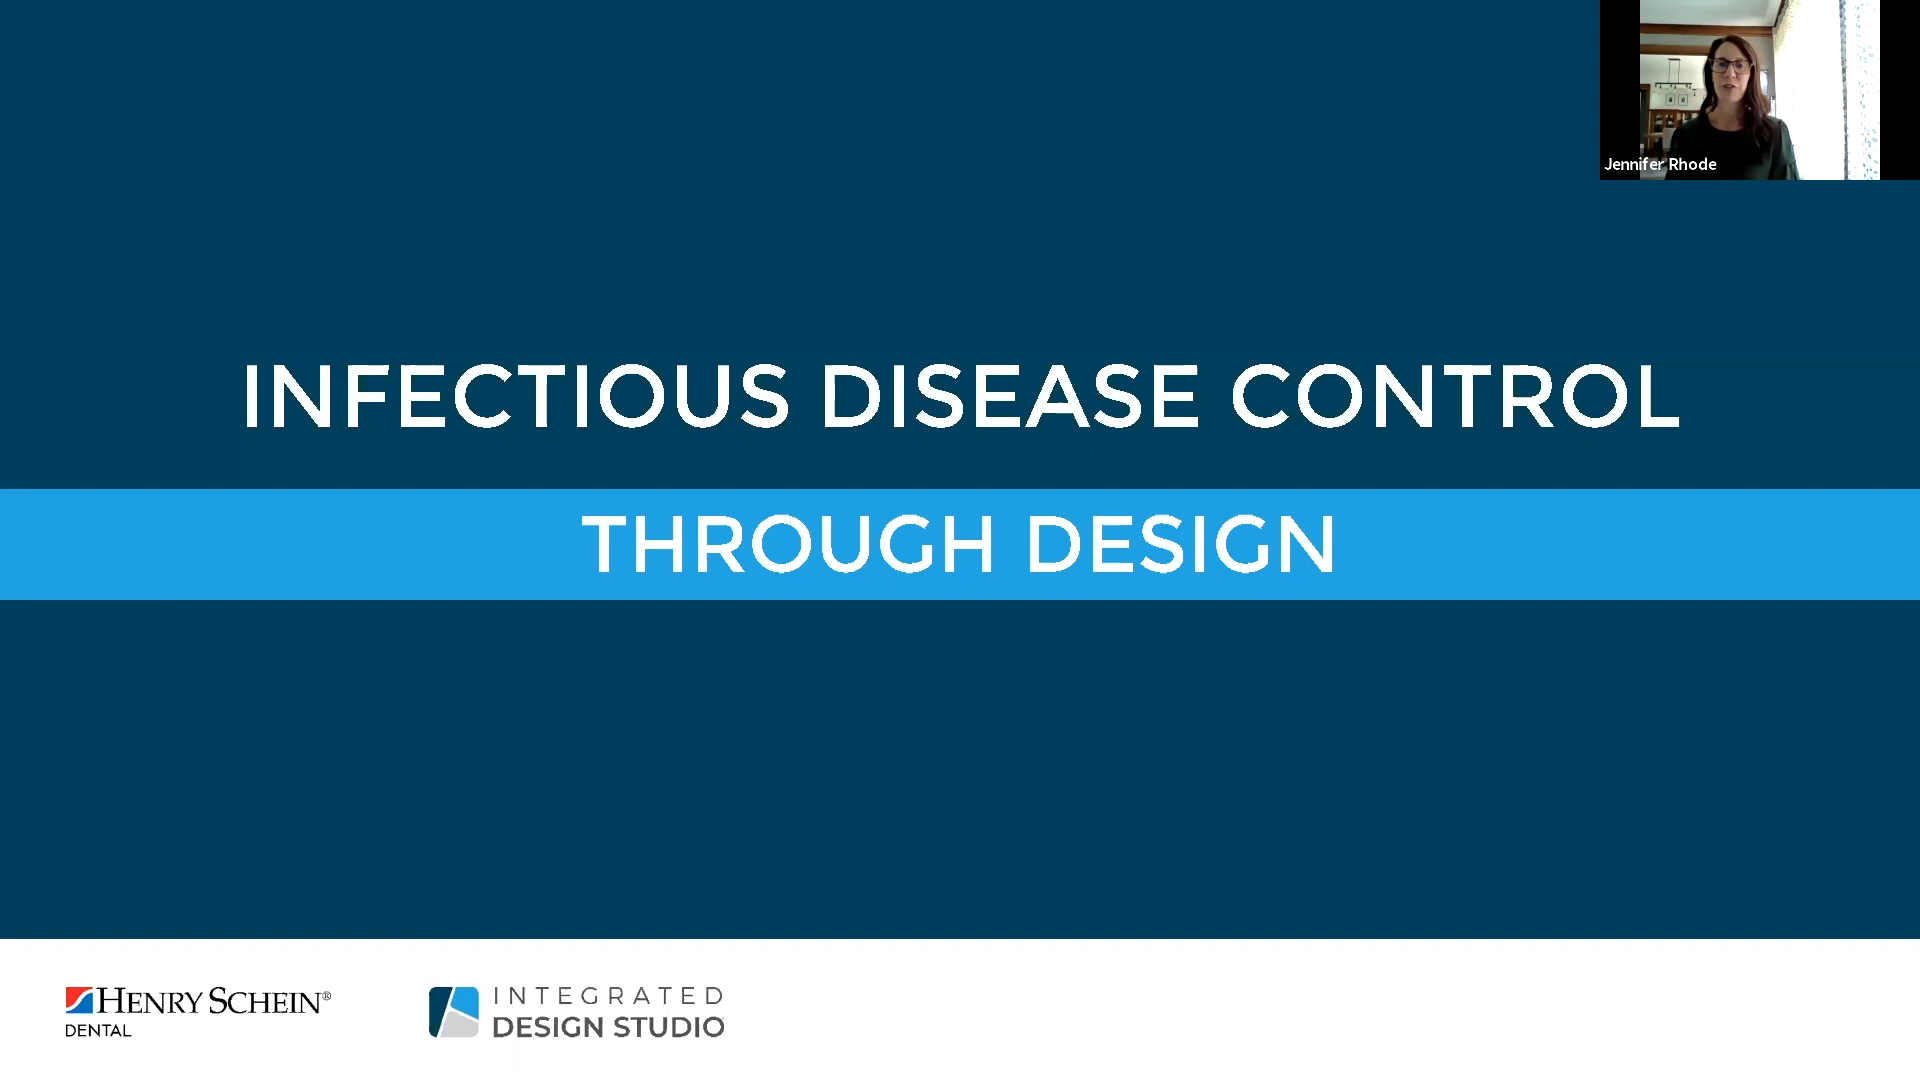 Jennifer Rhode
INFECTIOUS DISEASE CONTROL
THROUGH DESIGN
HENRY SCHEIN®
DENTAL
INTEGRATED
DESIGN STUDIO